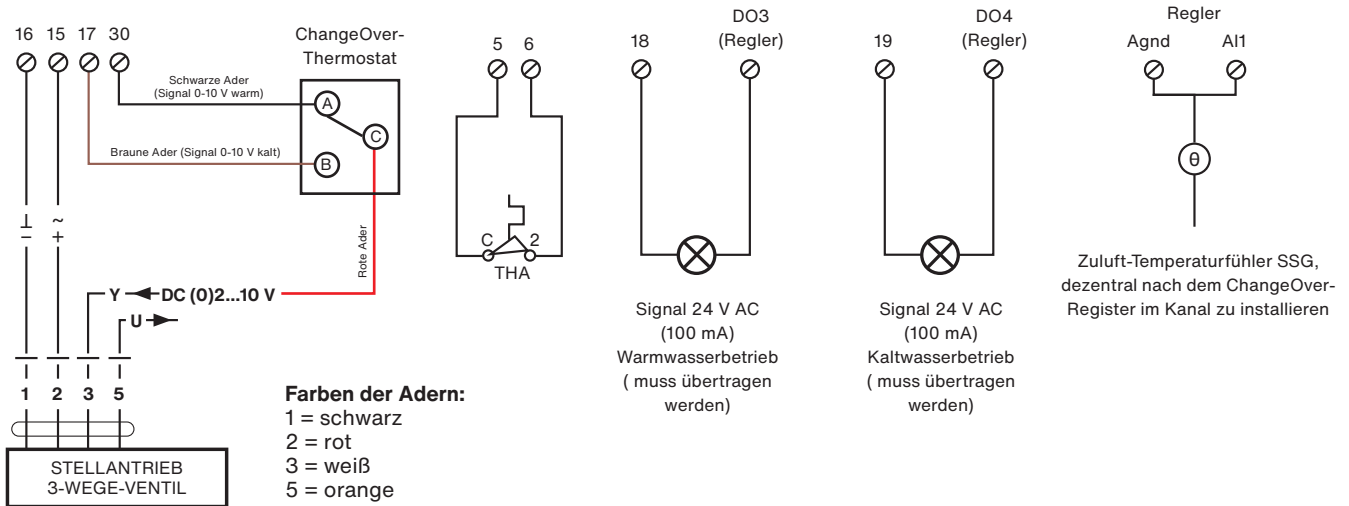 16 15 17 30
ChangeOver-
Thermostat
Schwarze Ader
(Signal 0-10 V warm)
A
C
B
Braune Ader (Signal 0-10 V kalt)
Rote Ader
⊥ ~
– +
Y DC (0)2...10 V
U
1 2 3 5
STELLANTRIEB
3-WEGE-VENTIL
Farben der Adern:
1 = schwarz
2 = rot
3 = weiß
5 = orange
5 6
C 2
THA
18 DO3
(Regler)
Signal 24 V AC
(100 mA)
Warmwasserbetrieb
( muss übertragen
werden)
19 DO4
(Regler)
Signal 24 V AC
(100 mA)
Kaltwasserbetrieb
( muss übertragen
werden)
Regler
Agnd AI1
θ
Zuluft-Temperaturfühler SSG,
dezentral nach dem ChangeOver-
Register im Kanal zu installieren